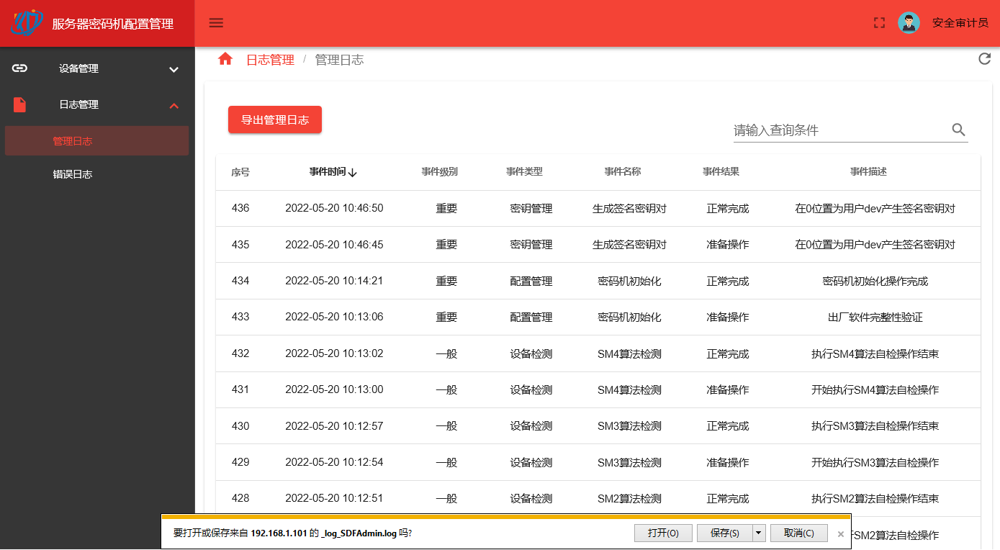 服务器密码机配置管理
安全审计员
设备管理
日志管理
管理日志
错误日志
日志管理 / 管理日志
导出管理日志
请输入查询条件
序号 事件时间 事件级别 事件类型 事件名称 事件结果 事件描述
436 2022-05-20 10:46:50 重要 密钥管理 生成签名密钥对 正常完成 在0位置为用户dev产生签名密钥对
435 2022-05-20 10:46:45 重要 密钥管理 生成签名密钥对 准备操作 在0位置为用户dev产生签名密钥对
434 2022-05-20 10:14:21 重要 配置管理 密码机初始化 正常完成 密码机初始化操作完成
433 2022-05-20 10:13:06 重要 配置管理 密码机初始化 准备操作 出厂软件完整性验证
432 2022-05-20 10:13:02 一般 设备检测 SM4算法检测 正常完成 执行SM4算法自检操作结束
431 2022-05-20 10:13:00 一般 设备检测 SM4算法检测 准备操作 开始执行SM4算法自检操作
430 2022-05-20 10:12:57 一般 设备检测 SM3算法检测 正常完成 执行SM3算法自检操作结束
429 2022-05-20 10:12:54 一般 设备检测 SM3算法检测 准备操作 开始执行SM3算法自检操作
428 2022-05-20 10:12:51 一般 设备检测 SM2算法检测 正常完成 执行SM2算法自检操作结束
SM2算法自检操作
要打开或保存来自 192.168.1.101 的 _log_SDFAdmin.log 吗?
打开(O) 保存(S) 取消(C) ×